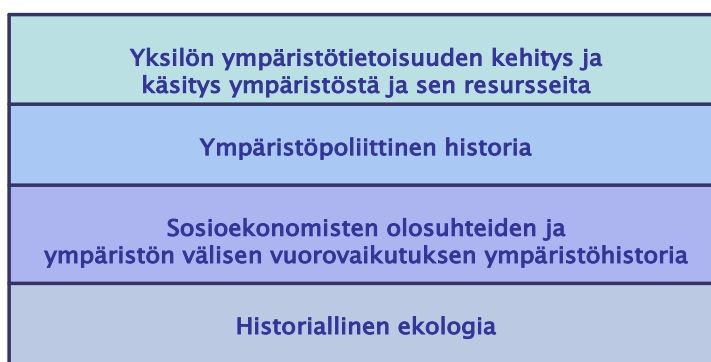 Yksilön ympäristötietoisuuden kehitys ja
käsitys ympäristöstä ja sen resursseita
Ympäristöpoliittinen historia
Sosioekonomisten olosuhteiden ja
ympäristön välisen vuorovaikutuksen ympäristöhistoria
Historiallinen ekologia